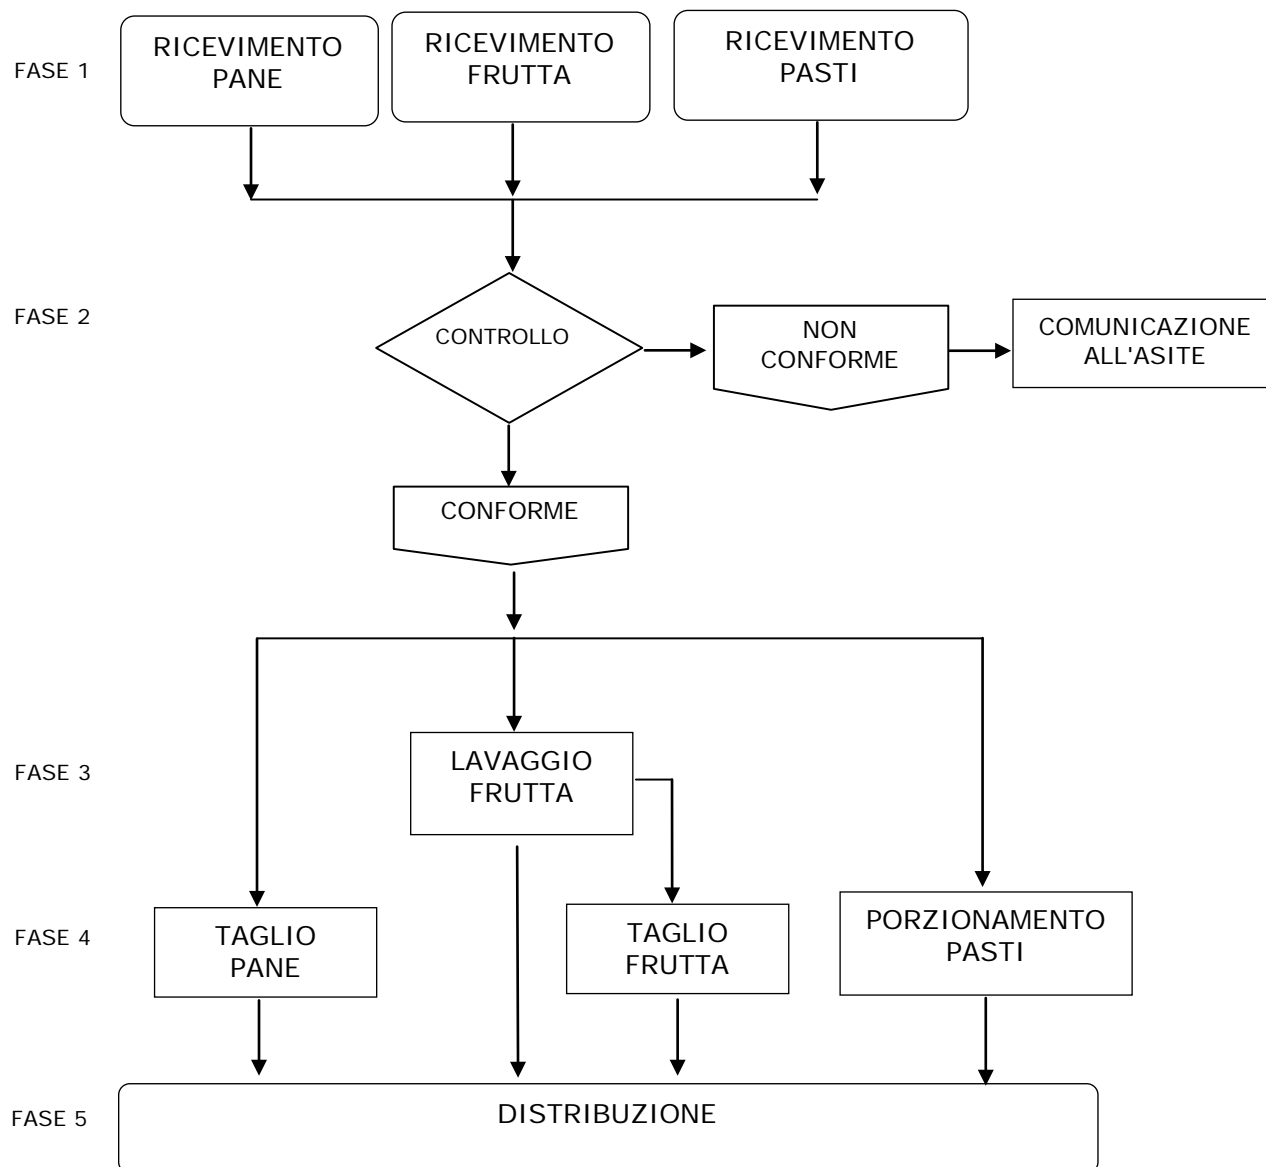 FASE 1
RICEVIMENTO
PANE
RICEVIMENTO
FRUTTA
RICEVIMENTO
PASTI
FASE 2
CONTROLLO
NON
CONFORME
COMUNICAZIONE
ALL'ASITE
CONFORME
FASE 3
LAVAGGIO
FRUTTA
FASE 4
TAGLIO
PANE
TAGLIO
FRUTTA
PORZIONAMENTO
PASTI
FASE 5
DISTRIBUZIONE